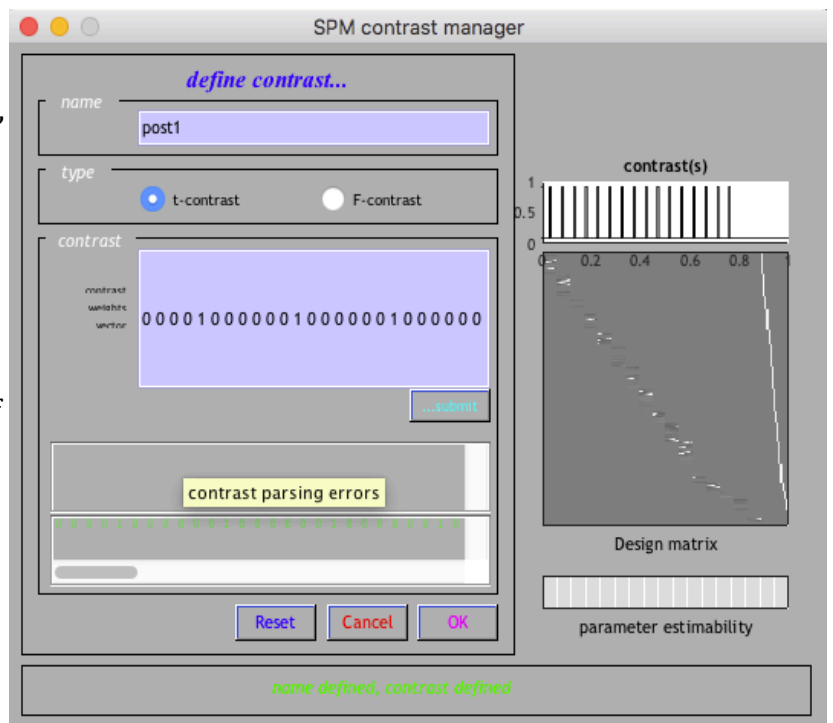 SPM contrast manager
define contrast...
name
post1
type
t-contrast
F-contrast
contrast
contrast
weights
vector
0 0 0 0 1 0 0 0 0 0 0 1 0 0 0 0 0 0 1 0 0 0 0 0 0
...submit
contrast parsing errors
Reset
Cancel
OK
name defined, contrast defined
contrast(s)
1
0.5
0
0 0.2 0.4 0.6 0.8 1
Design matrix
parameter estimability